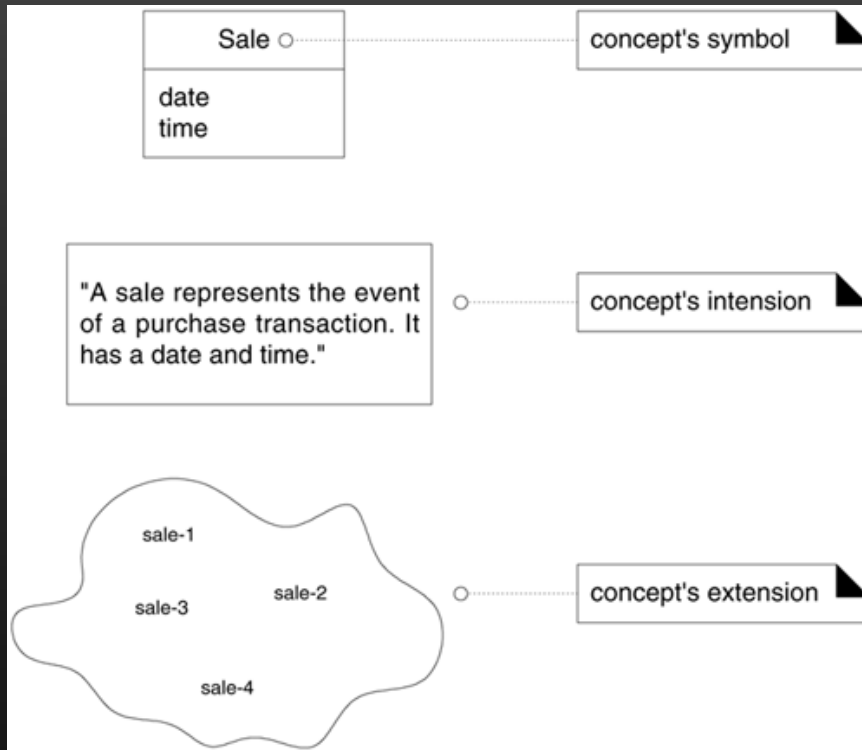 Sale
concept's symbol
date
time
"A sale represents the event
of a purchase transaction. It
has a date and time."
concept's intension
sale-1
sale-2
sale-3
sale-4
concept's extension